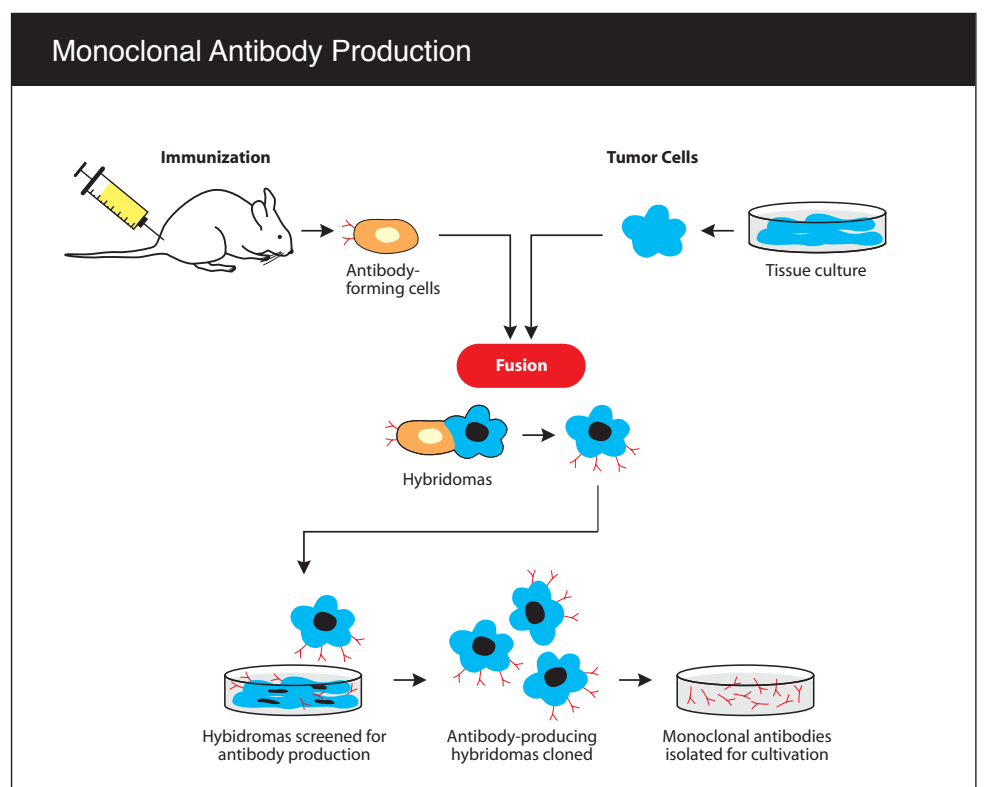 Monoclonal Antibody Production
Immunization
Tumor Cells
Antibody-
forming cells
Tissue culture
Fusion
Hybridomas
Hybidromas screened for
antibody production
Antibody-producing
hybridomas cloned
Monoclonal antibodies
isolated for cultivation